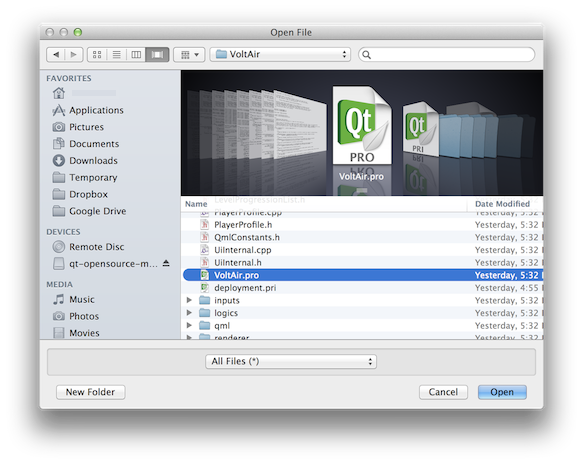 Open File
VoltAir
FAVORITES
Applications
Pictures
Documents
Downloads
Temporary
Dropbox
Google Drive
DEVICES
Remote Disc
qt-opensource-m...
MEDIA
Music
Photos
Movies
Qt
PRO
Qt
PRI
VoltAir.pro
LevelProgressionList.h
Name Date Modified
PlayerProfile.cpp Yesterday, 5:32
PlayerProfile.h Yesterday, 5:32
QmlConstants.h Yesterday, 5:32
UiInternal.cpp Yesterday, 5:32
UiInternal.h Yesterday, 5:32
VoltAir.pro Yesterday, 5:32
deployment.pri Yesterday, 4:55
inputs Yesterday, 5:32
logics Yesterday, 5:32
qml Yesterday, 5:32
renderer Yesterday, 5:32
All Files (*)
New Folder Cancel Open